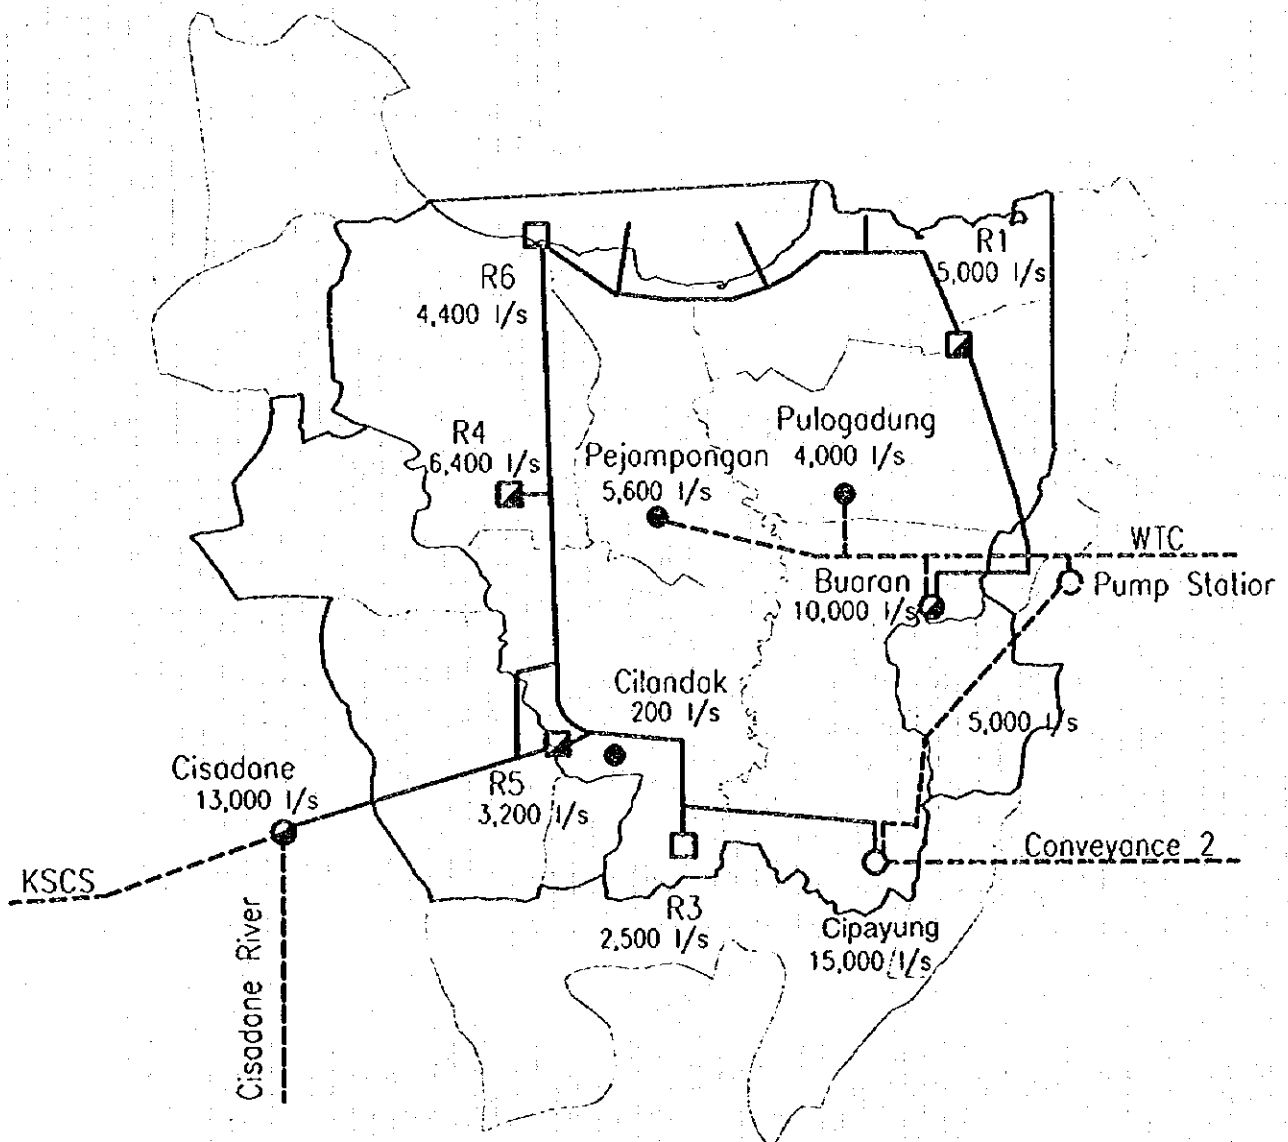 R1
5,000 l/s
R6
4,400 l/s
Pulogadung
4,000 l/s
R4
6,400 l/s
Pejompongan
5,600 l/s
WTC
Buaran
10,000 l/s
Pump Station
Cilandak
200 l/s
5,000 l/s
Cisadane
13,000 l/s
R5
3,200 l/s
Conveyance 2
KSCS
R3
2,500 l/s
Cipayung
15,000 l/s
Cisadane River